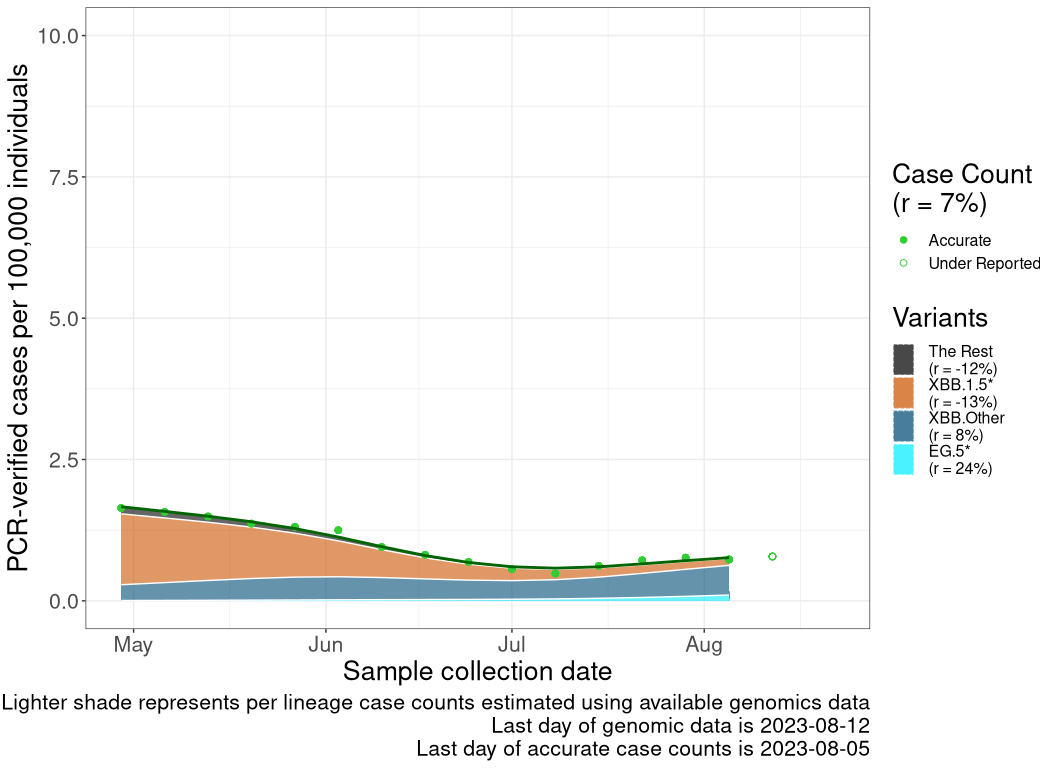 PCR-verified cases per 100,000 individuals
10.0
7.5
5.0
2.5
0.0
May
Jun
Jul
Aug
Sample collection date
Case Count
(r = 7%)
Accurate
Under Reported
Variants
The Rest
(r = -12%)
XBB.1.5*
(r = -13%)
XBB.Other
(r = 8%)
EG.5*
(r = 24%)
Lighter shade represents per lineage case counts estimated using available genomics data
Last day of genomic data is 2023-08-12
Last day of accurate case counts is 2023-08-05